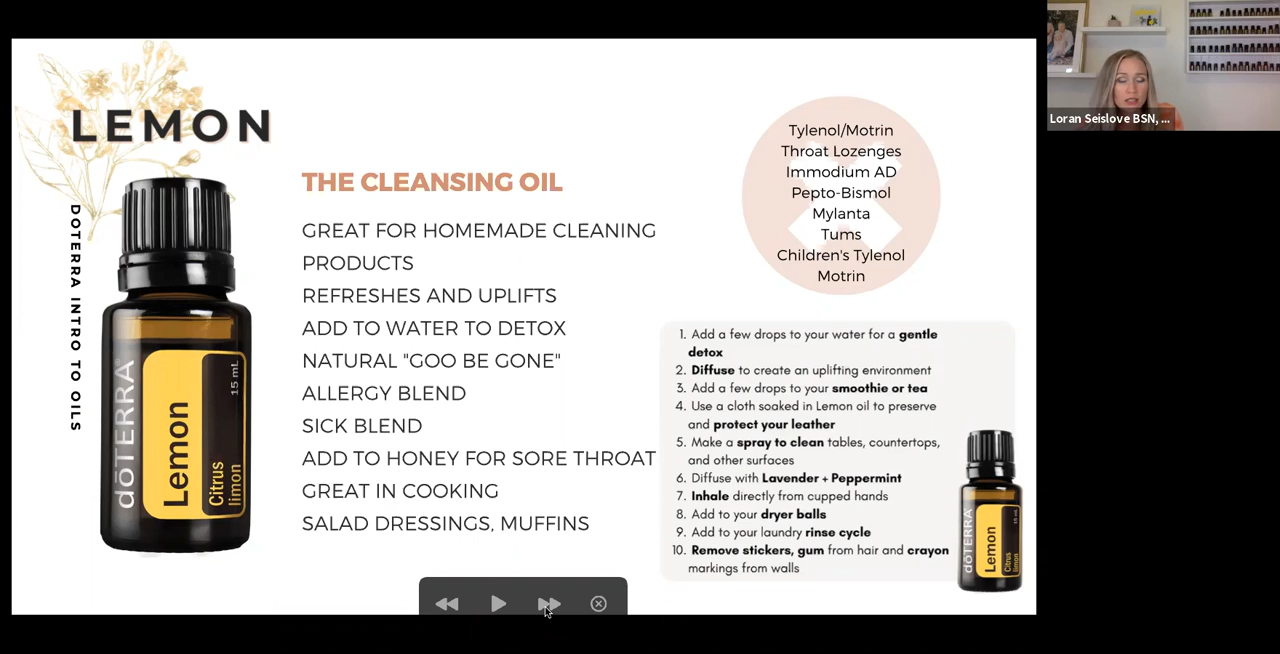 LEMON
DOTERRA INTRO TO OILS
dōTERRA
Lemon
Citrus
limon
15 mL
THE CLEANSING OIL
GREAT FOR HOMEMADE CLEANING
PRODUCTS
REFRESHES AND UPLIFTS
ADD TO WATER TO DETOX
NATURAL "GOO BE GONE"
ALLERGY BLEND
SICK BLEND
ADD TO HONEY FOR SORE THROAT
GREAT IN COOKING
SALAD DRESSINGS, MUFFINS
Tylenol/Motrin
Throat Lozenges
Immodium AD
Pepto-Bismol
Mylanta
Tums
Children's Tylenol
Motrin
1. Add a few drops to your water for a gentle
detox
2. Diffuse to create an uplifting environment
3. Add a few drops to your smoothie or tea
4. Use a cloth soaked in Lemon oil to preserve
and protect your leather
5. Make a spray to clean tables, countertops,
and other surfaces
6. Diffuse with Lavender + Peppermint
7. Inhale directly from cupped hands
8. Add to your dryer balls
9. Add to your laundry rinse cycle
10. Remove stickers, gum from hair and crayon
markings from walls
dōTERRA
Lemon
Citrus
limon
15 mL
Loran Seislove BSN, ...